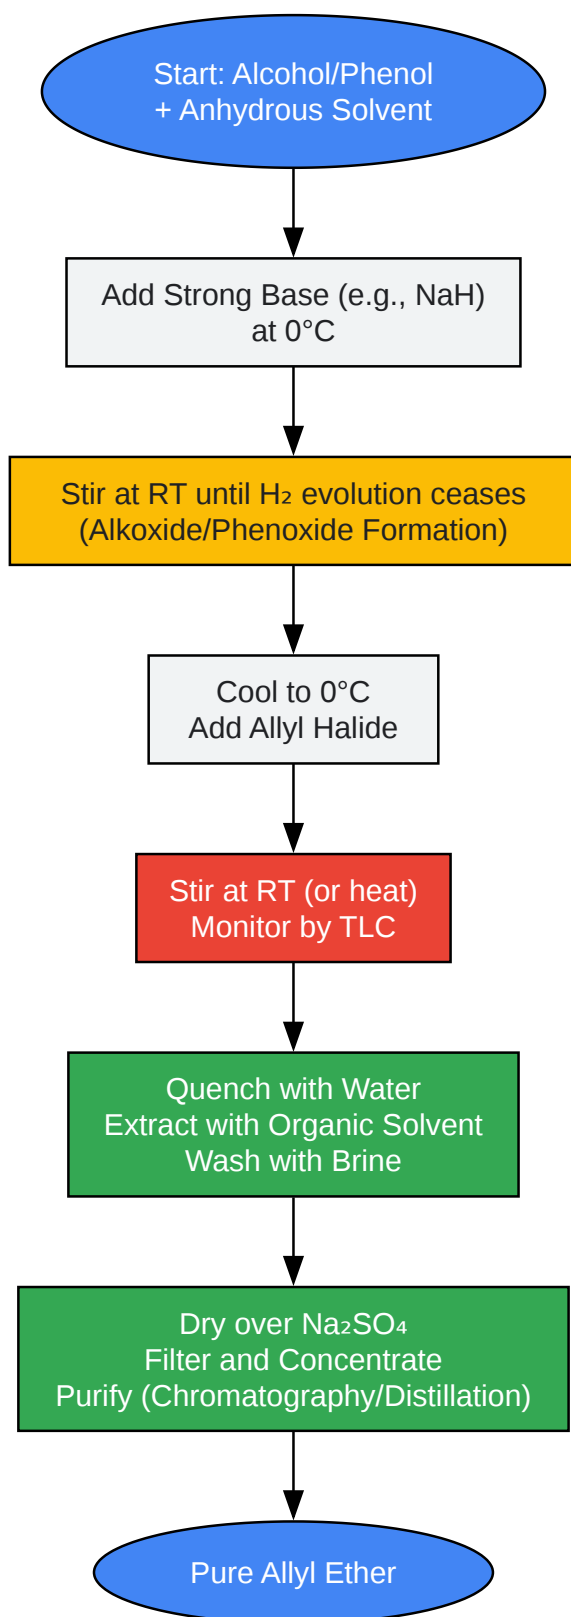 Start: Alcohol/Phenol
+ Anhydrous Solvent
Add Strong Base (e.g., NaH)
at 0°C
Stir at RT until H₂ evolution ceases
(Alkoxide/Phenoxide Formation)
Cool to 0°C
Add Allyl Halide
Stir at RT (or heat)
Monitor by TLC
Quench with Water
Extract with Organic Solvent
Wash with Brine
Dry over Na₂SO₄
Filter and Concentrate
Purify (Chromatography/Distillation)
Pure Allyl Ether